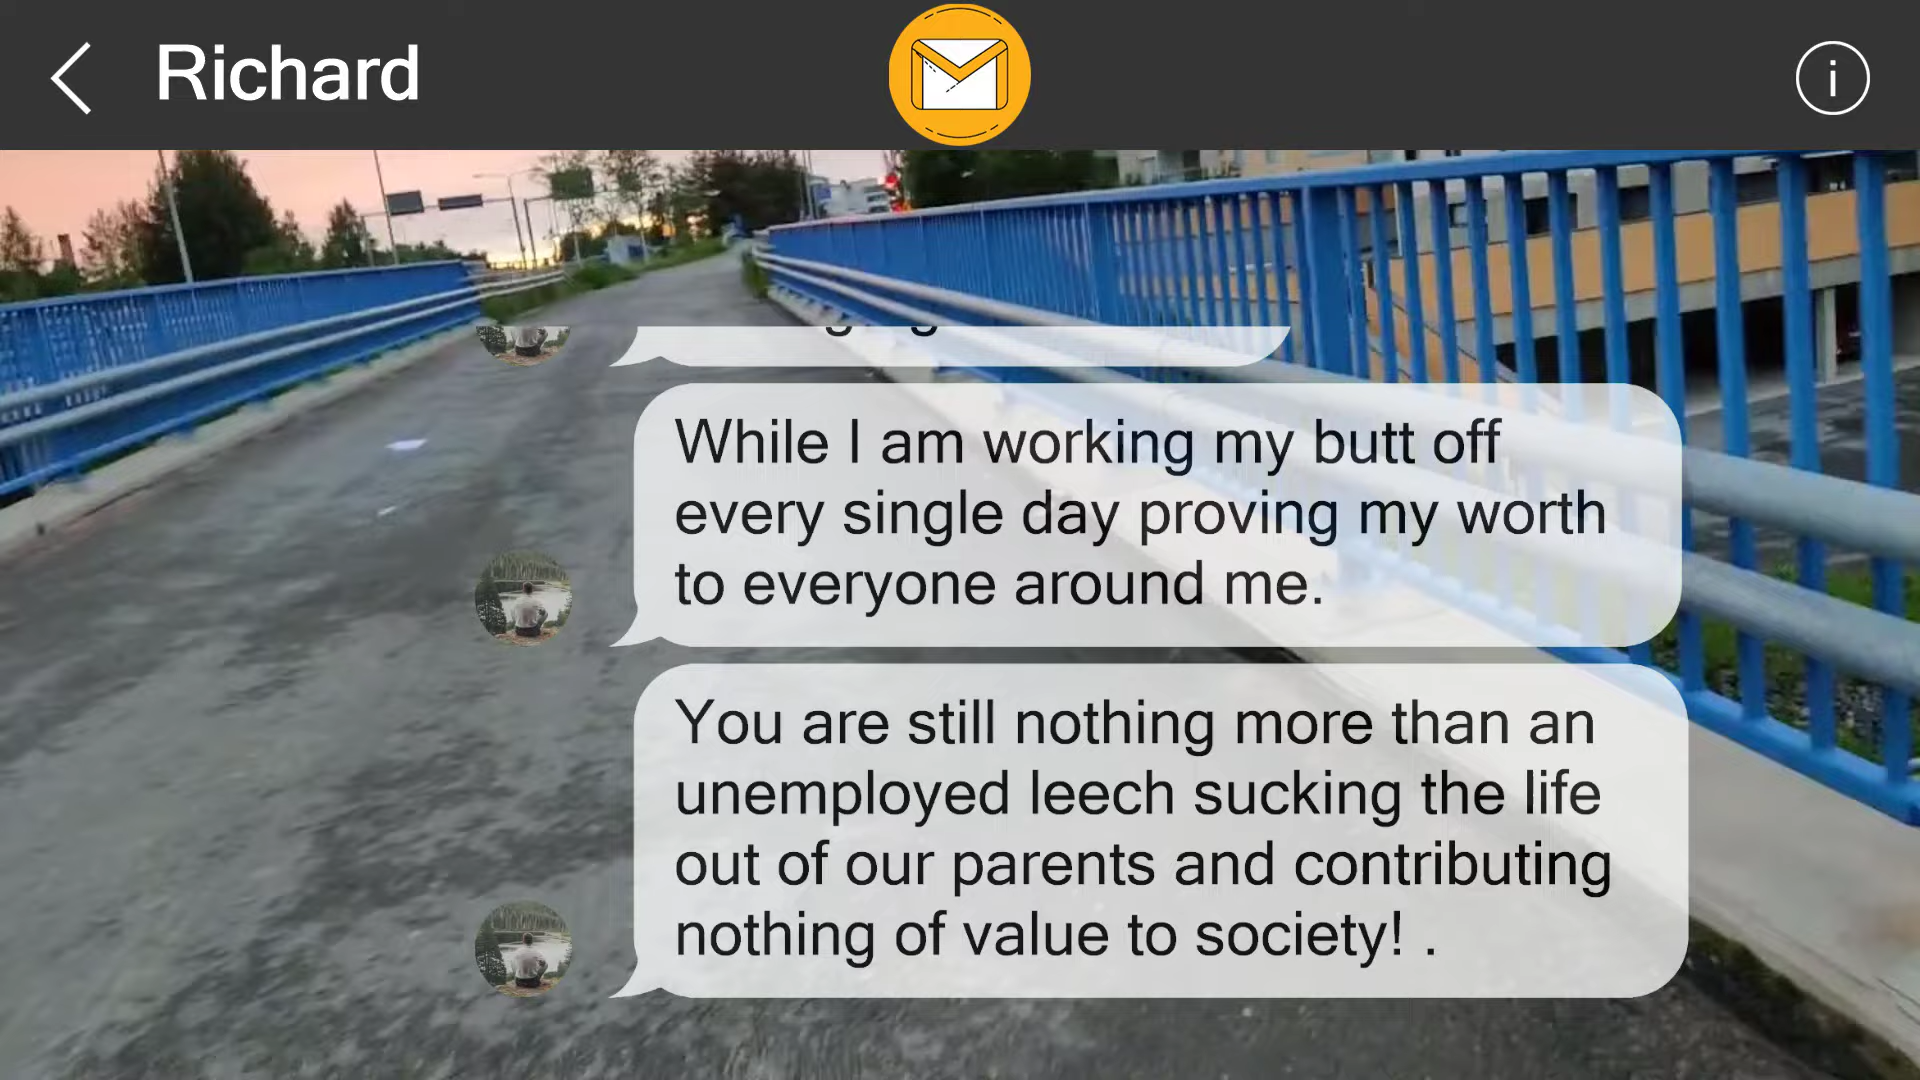 Richard
While I am working my butt off
every single day proving my worth
to everyone around me.
You are still nothing more than an
unemployed leech sucking the life
out of our parents and contributing
nothing of value to society! .